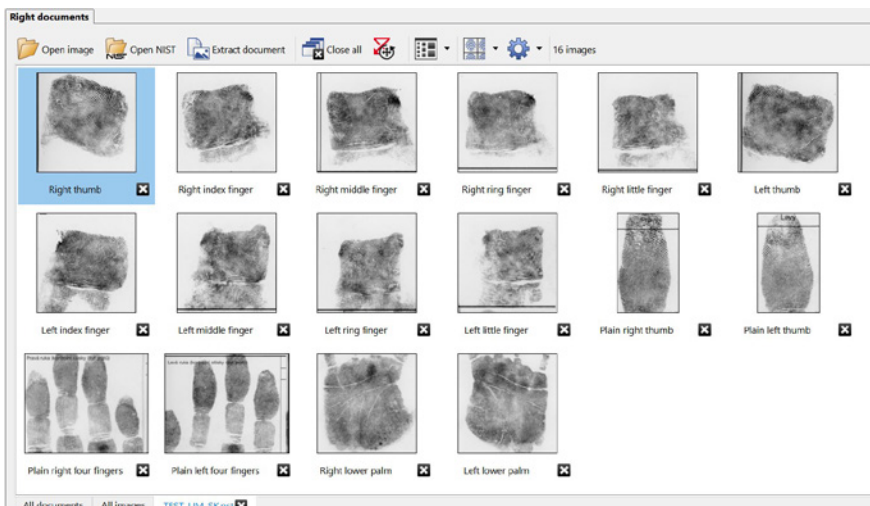 Right documents
Open image Open NIST Extract document Close all 16 images
Right thumb Right index finger Right middle finger Right ring finger Right little finger Left thumb
Left index finger Left middle finger Left ring finger Left little finger Plain right thumb Plain left thumb
Plain right four fingers Plain left four fingers Right lower palm Left lower palm
All documents All images